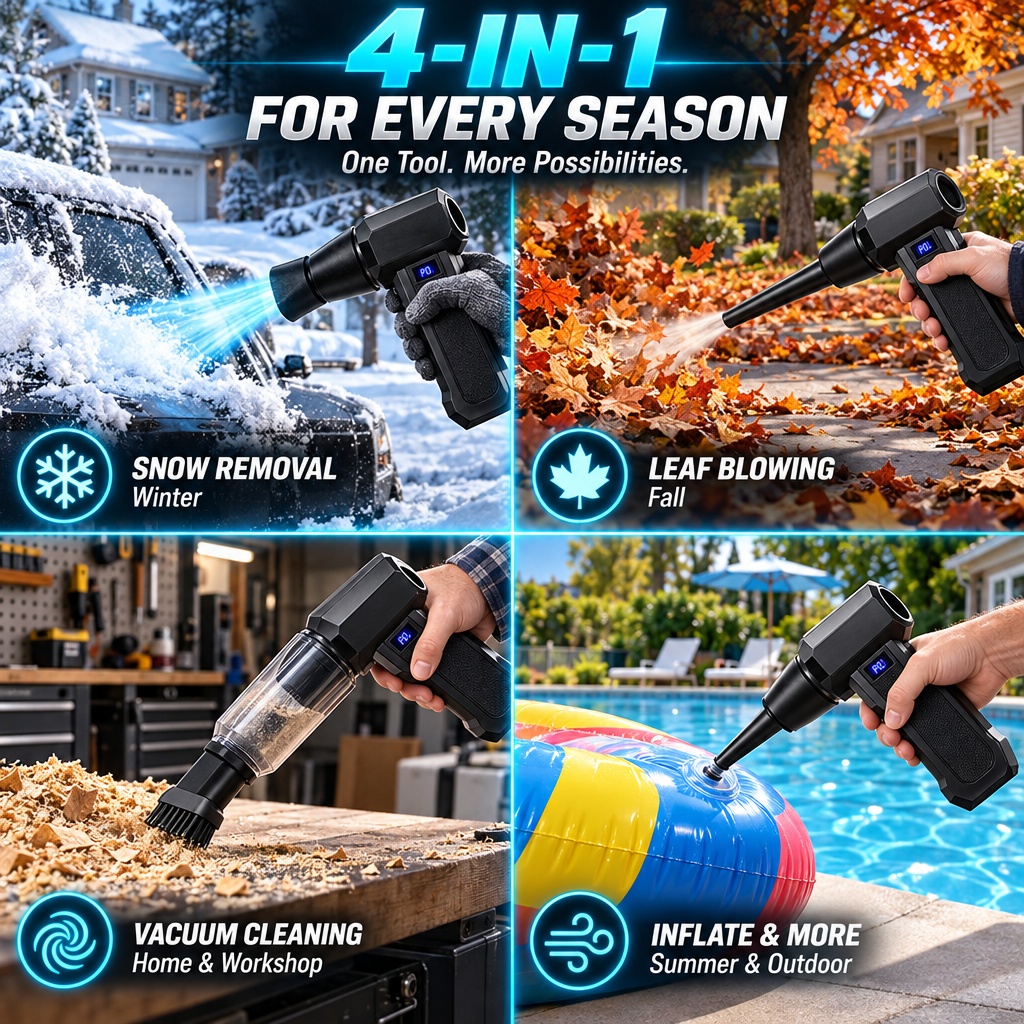 4-IN-1
FOR EVERY SEASON
One Tool. More Possibilities.
SNOW REMOVAL
Winter
LEAF BLOWING
Fall
VACUUM CLEANING
Home & Workshop
INFLATE & MORE
Summer & Outdoor